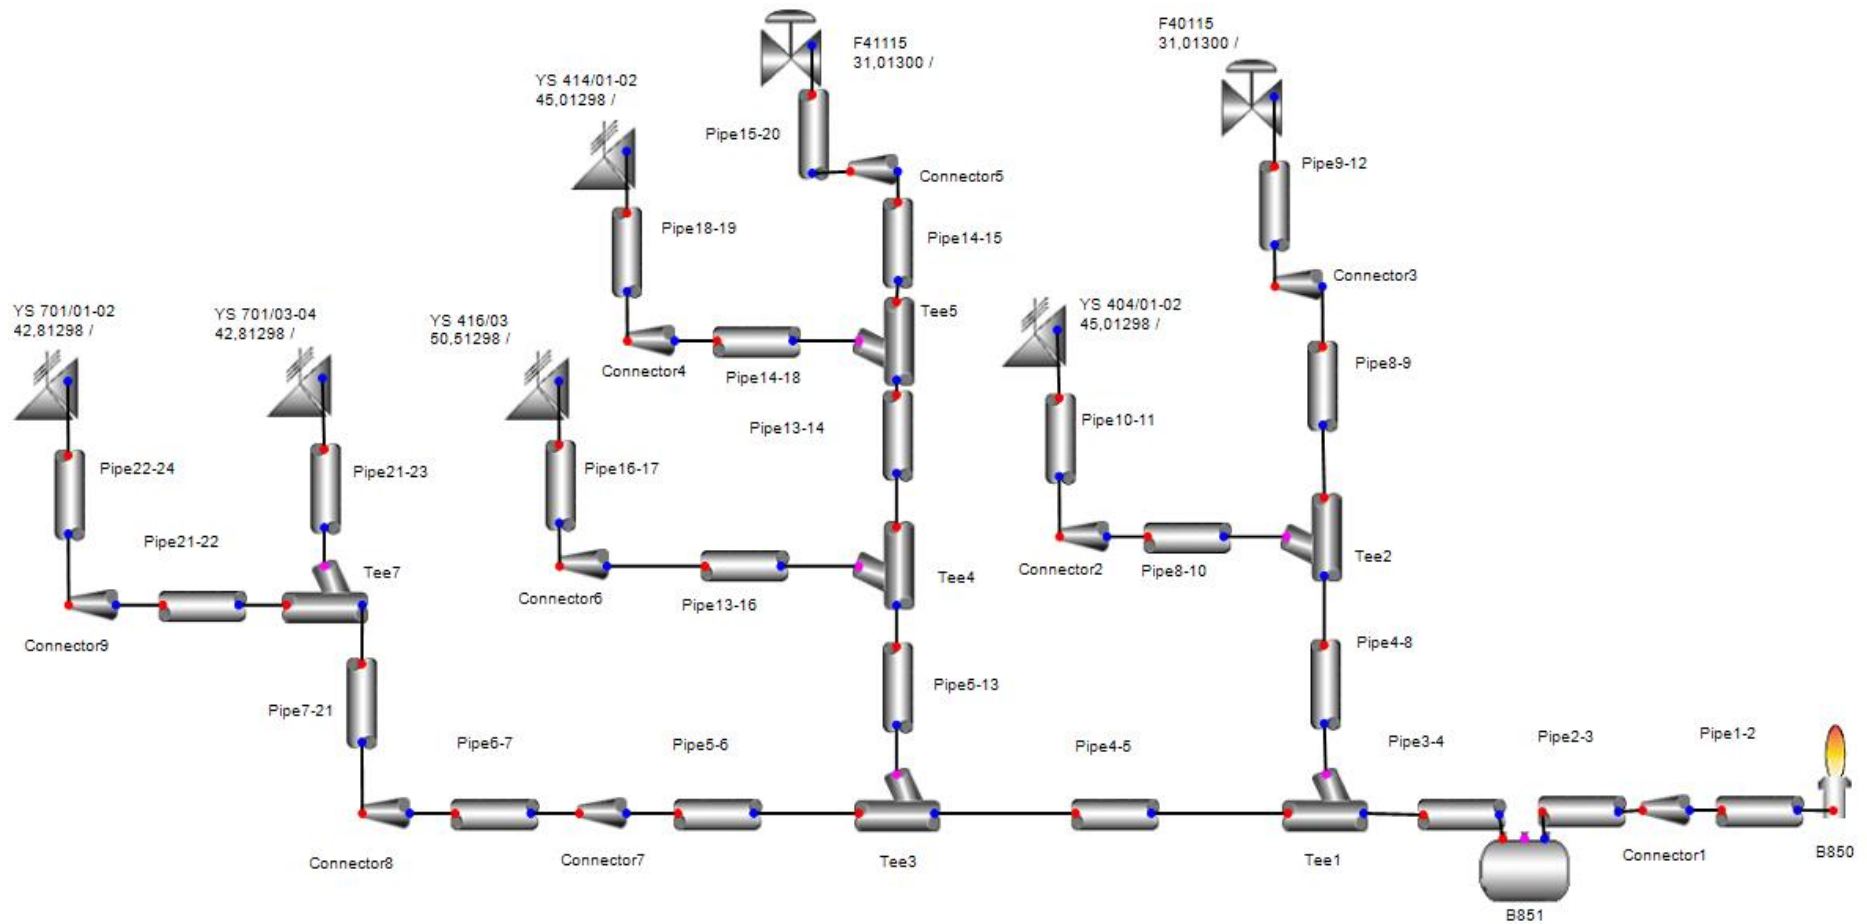 F40115
31,01300 /
F41115
31,01300 /
YS 414/01-02
45,01298 /
Pipe15-20
Pipe9-12
Connector5
Pipe18-19
Pipe14-15
Connector3
YS 701/01-02
42,81298 /
YS 701/03-04
42,81298 /
YS 416/03
50,51298 /
Tee5
YS 404/01-02
45,01298 /
Connector4
Pipe14-18
Pipe8-9
Pipe13-14
Pipe10-11
Pipe22-24
Pipe21-23
Pipe16-17
Pipe21-22
Tee7
Connector6
Pipe13-16
Tee4
Connector2
Pipe8-10
Tee2
Connector9
Pipe4-8
Pipe5-13
Pipe7-21
Pipe6-7
Pipe5-6
Pipe4-5
Pipe3-4
Pipe2-3
Pipe1-2
Connector8
Connector7
Tee3
Tee1
Connector1
B850
B851